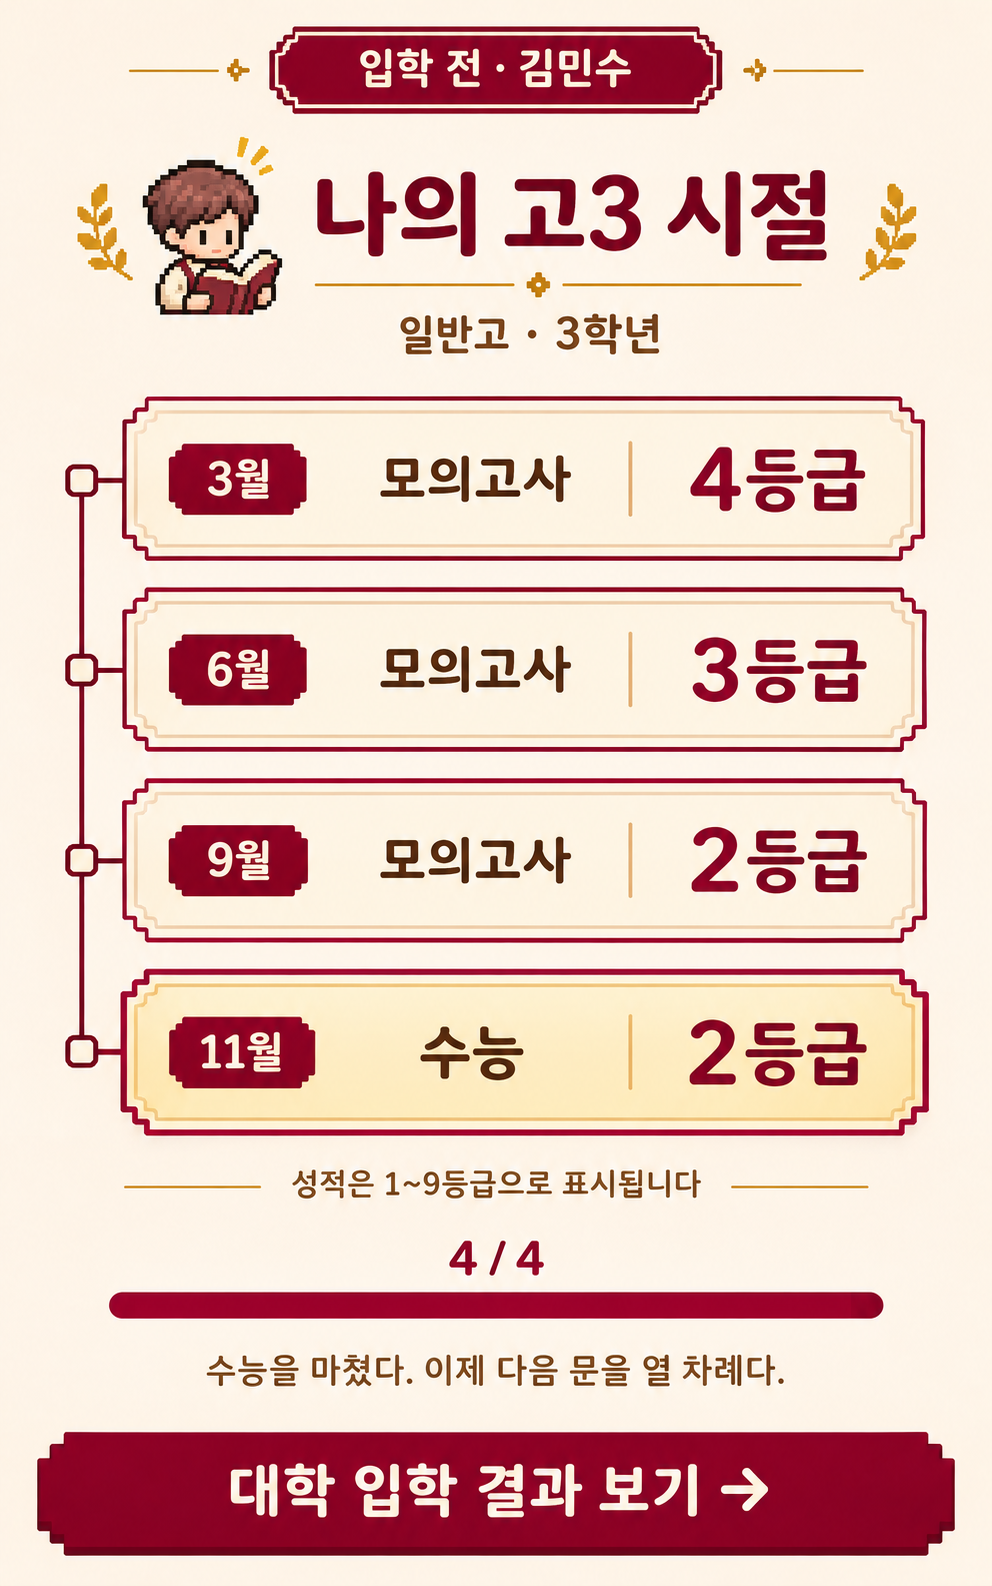 입학 전 · 김민수
나의 고3 시절
일반고 · 3학년
3월 모의고사 4등급
6월 모의고사 3등급
9월 모의고사 2등급
11월 수능 2등급
성적은 1~9등급으로 표시됩니다
4 / 4
수능을 마쳤다. 이제 다음 문을 열 차례다.
대학 입학 결과 보기 →